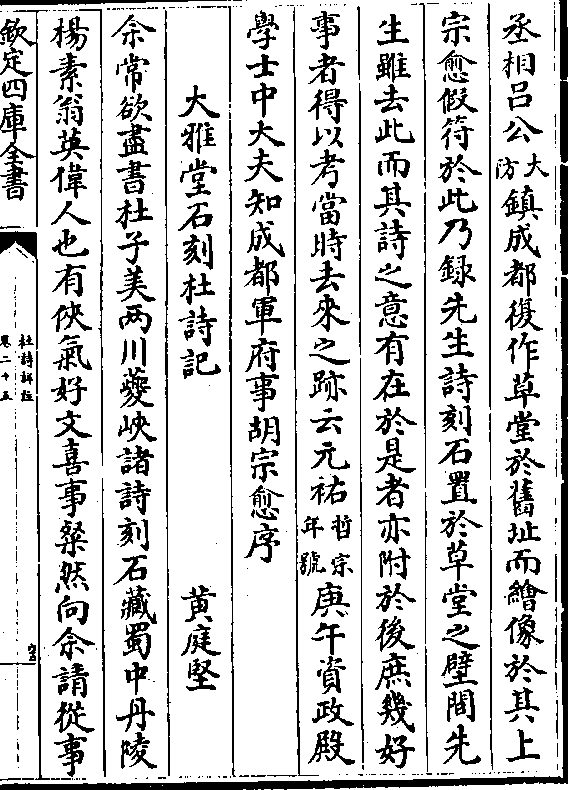 丞相呂公大防鎮成都復作草堂於舊址而繪像於其上
宗愈假符於此乃録先生詩刻石置於草堂之壁間先
生雖去此而其詩之意有在於是者亦附於後庶幾好
事者得以考當時去來之跡云元祐哲宗年號庚午資政殿
學士中大夫知成都軍府事胡宗愈序
大雅堂石刻杜詩記 黃庭堅
余常欲盡書杜子美两川夔峽諸詩刻石藏蜀中丹陵
楊素翁英偉人也有俠氣好文喜事粲然向余請從事
欽定四庫全書
杜詩詳註
卷二十五